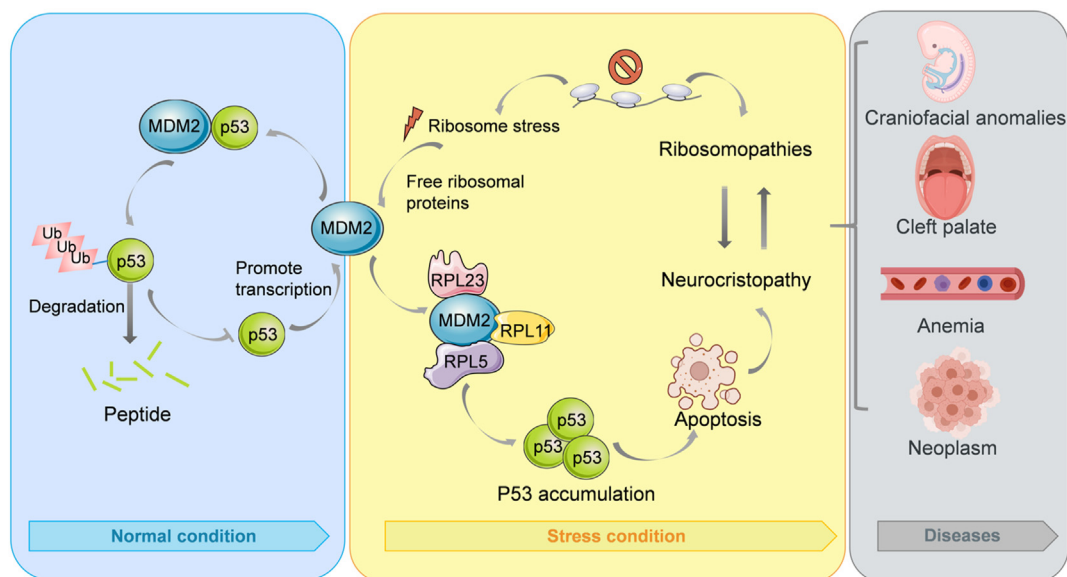 MDM2
p53
Ub
Ub
Ub
p53
Degradation
Peptide
Promote
transcription
p53
MDM2
Normal condition
Ribosome stress
Free ribosomal
proteins
RPL23
MDM2
RPL11
RPL5
p53
p53
p53
P53 accumulation
Apoptosis
Neurocristopathy
Ribosomopathies
Stress condition
Craniofacial anomalies
Cleft palate
Anemia
Neoplasm
Diseases